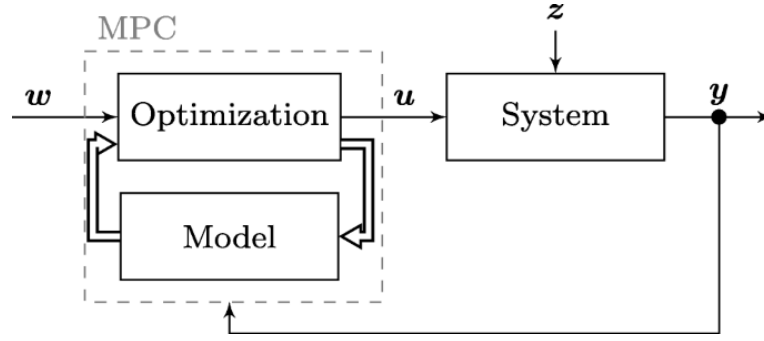 MPC
z
w
Optimization
u
System
y
Model